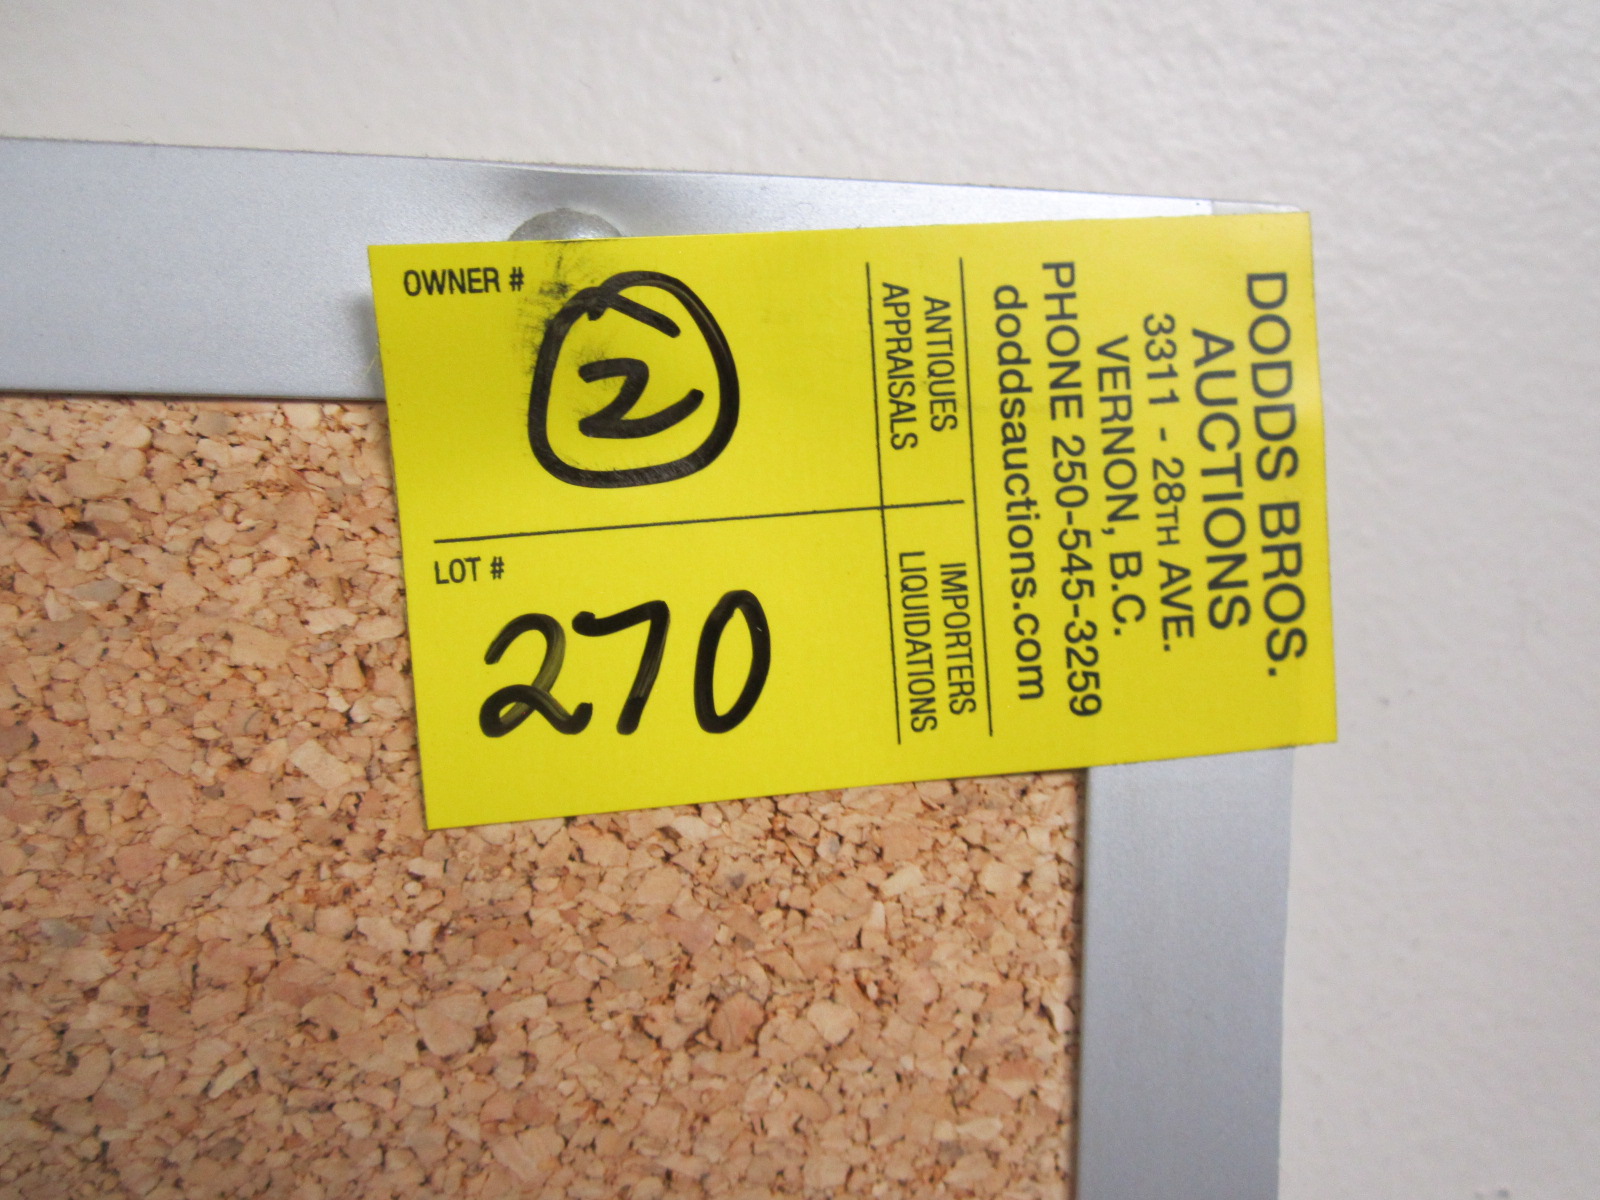 DODDS BROS.
AUCTIONS
3311 - 28TH AVE.
VERNON, B.C.
PHONE 250-545-3259
doddsauctions.com
ANTIQUES
APPRAISALS
IMPORTERS
LIQUIDATIONS
OWNER #
2
LOT #
270